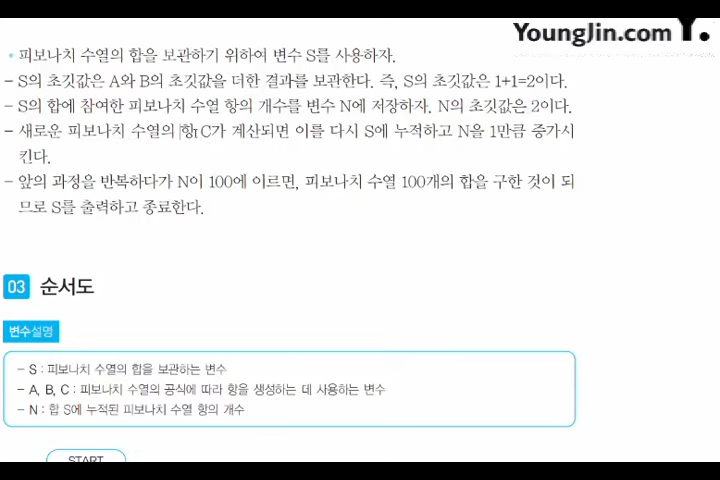 YoungJin.com Y.
• 피보나치 수열의 합을 보관하기 위하여 변수 S를 사용하자.
– S의 초깃값은 A와 B의 초깃값을 더한 결과를 보관한다. 즉, S의 초깃값은 1+1=2이다.
– S의 합에 참여한 피보나치 수열 항의 개수를 변수 N에 저장하자. N의 초깃값은 2이다.
– 새로운 피보나치 수열의 항 C가 계산되면 이를 다시 S에 누적하고 N을 1만큼 증가시
킨다.
– 앞의 과정을 반복하다가 N이 100에 이르면, 피보나치 수열 100개의 합을 구한 것이 되
므로 S를 출력하고 종료한다.
03 순서도
변수설명
– S : 피보나치 수열의 합을 보관하는 변수
– A, B, C : 피보나치 수열의 공식에 따라 항을 생성하는 데 사용하는 변수
– N : 합 S에 누적된 피보나치 수열 항의 개수
START